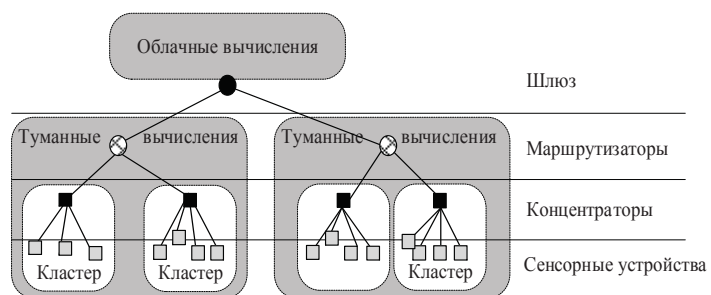 Облачные вычисления
Шлюз
Туманные вычисления
Туманные вычисления
Маршрутизаторы
Концентраторы
Кластер
Кластер
Кластер
Сенсорные устройства